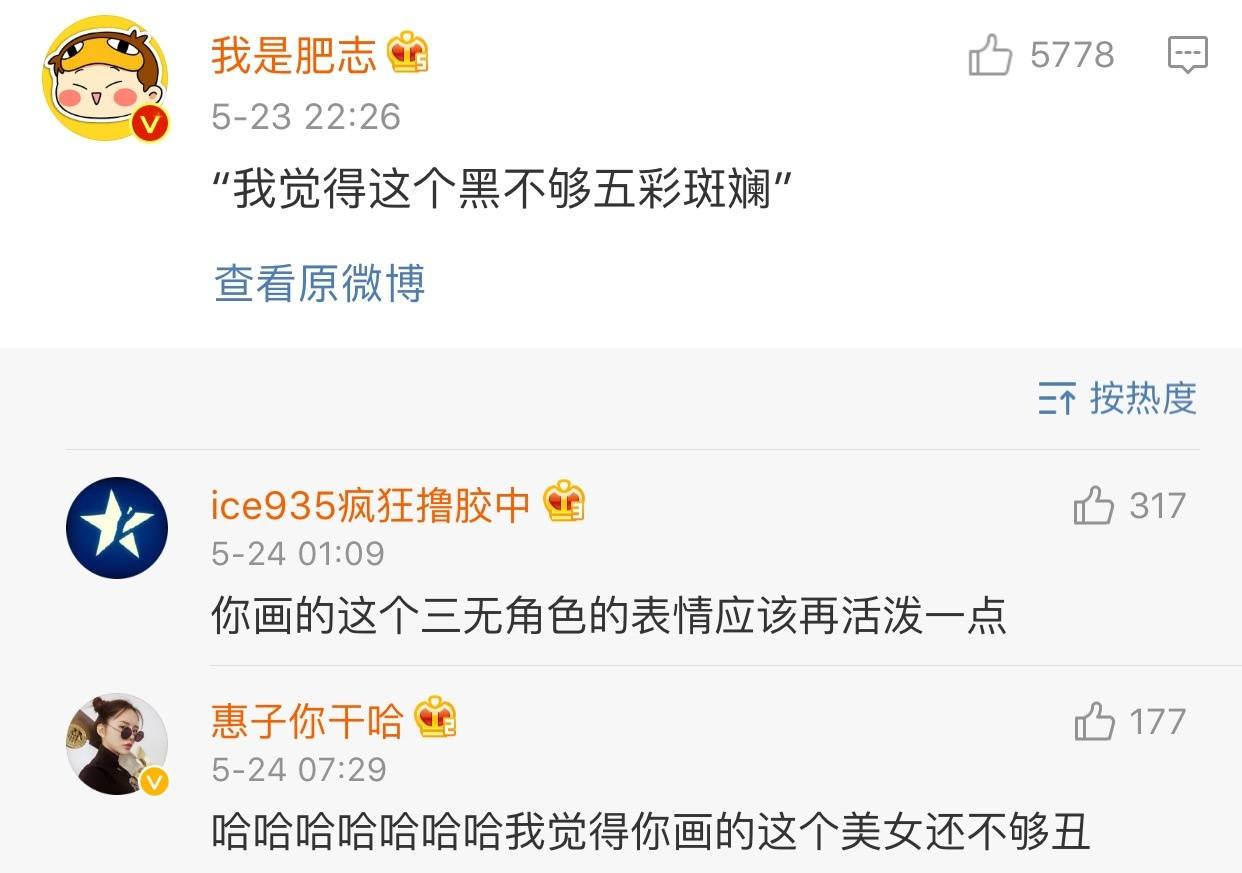 我是肥志
5778
5-23 22:26
“我觉得这个黑不够五彩斑斓”
查看原微博
按热度
ice935疯狂撸胶中
317
5-24 01:09
你画的这个三无角色的表情应该再活泼一点
惠子你干哈
177
5-24 07:29
哈哈哈哈哈哈哈我觉得你画的这个美女还不够丑